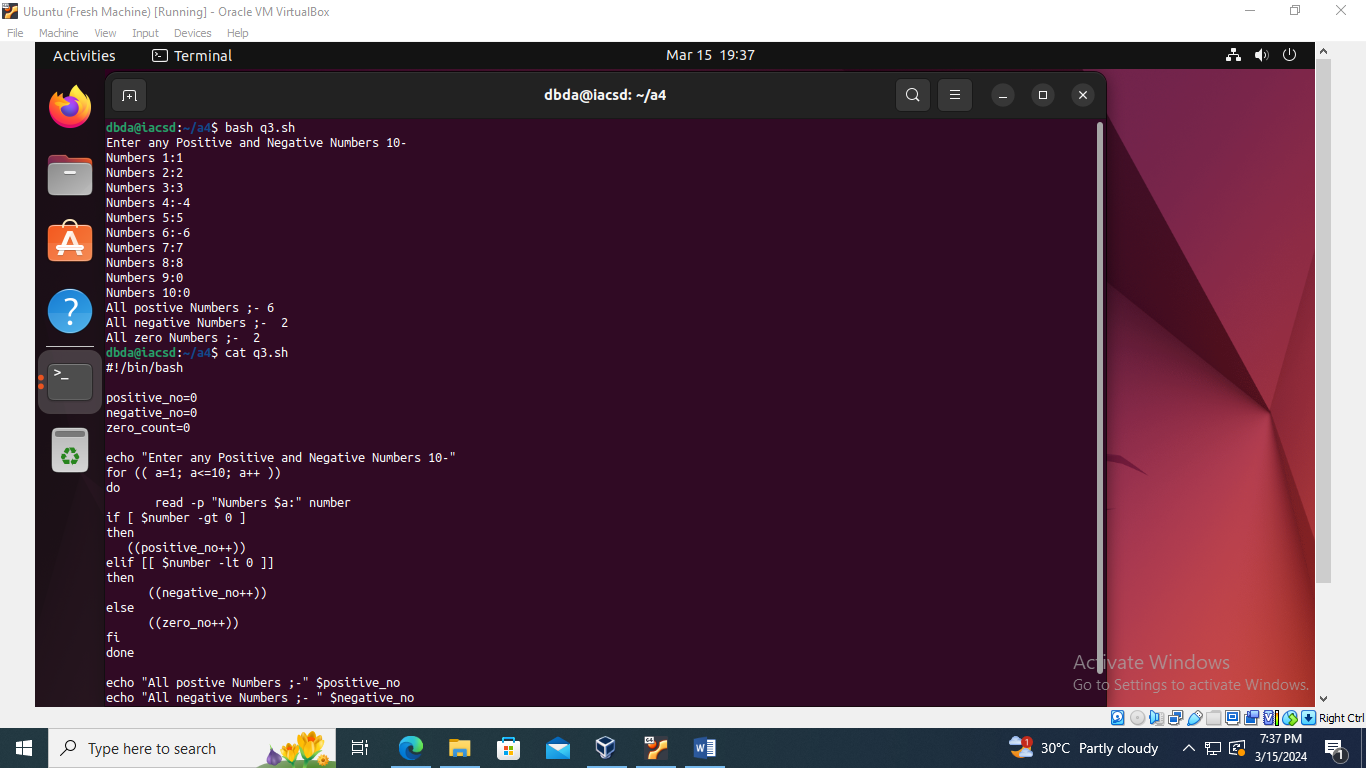 Ubuntu (Fresh Machine) [Running] - Oracle VM VirtualBox
File Machine View Input Devices Help
Activities Terminal Mar 15 19:37
dbda@iacsd: ~/a4
dbda@iacsd:~/a4$ bash q3.sh
Enter any Positive and Negative Numbers 10-
Numbers 1:1
Numbers 2:2
Numbers 3:3
Numbers 4:-4
Numbers 5:5
Numbers 6:-6
Numbers 7:7
Numbers 8:8
Numbers 9:0
Numbers 10:0
All postive Numbers ;- 6
All negative Numbers ;-  2
All zero Numbers ;-  2
dbda@iacsd:~/a4$ cat q3.sh
#!/bin/bash
positive_no=0
negative_no=0
zero_count=0
echo "Enter any Positive and Negative Numbers 10-"
for (( a=1; a<=10; a++ ))
do
read -p "Numbers $a:" number
if [ $number -gt 0 ]
then
((positive_no++))
elif [[ $number -lt 0 ]]
then
((negative_no++))
else
((zero_no++))
fi
done
echo "All postive Numbers ;-" $positive_no
echo "All negative Numbers ;- " $negative_no
Activate Windows
Go to Settings to activate Windows.
Right Ctrl
Type here to search
30°C Partly cloudy
7:37 PM
3/15/2024